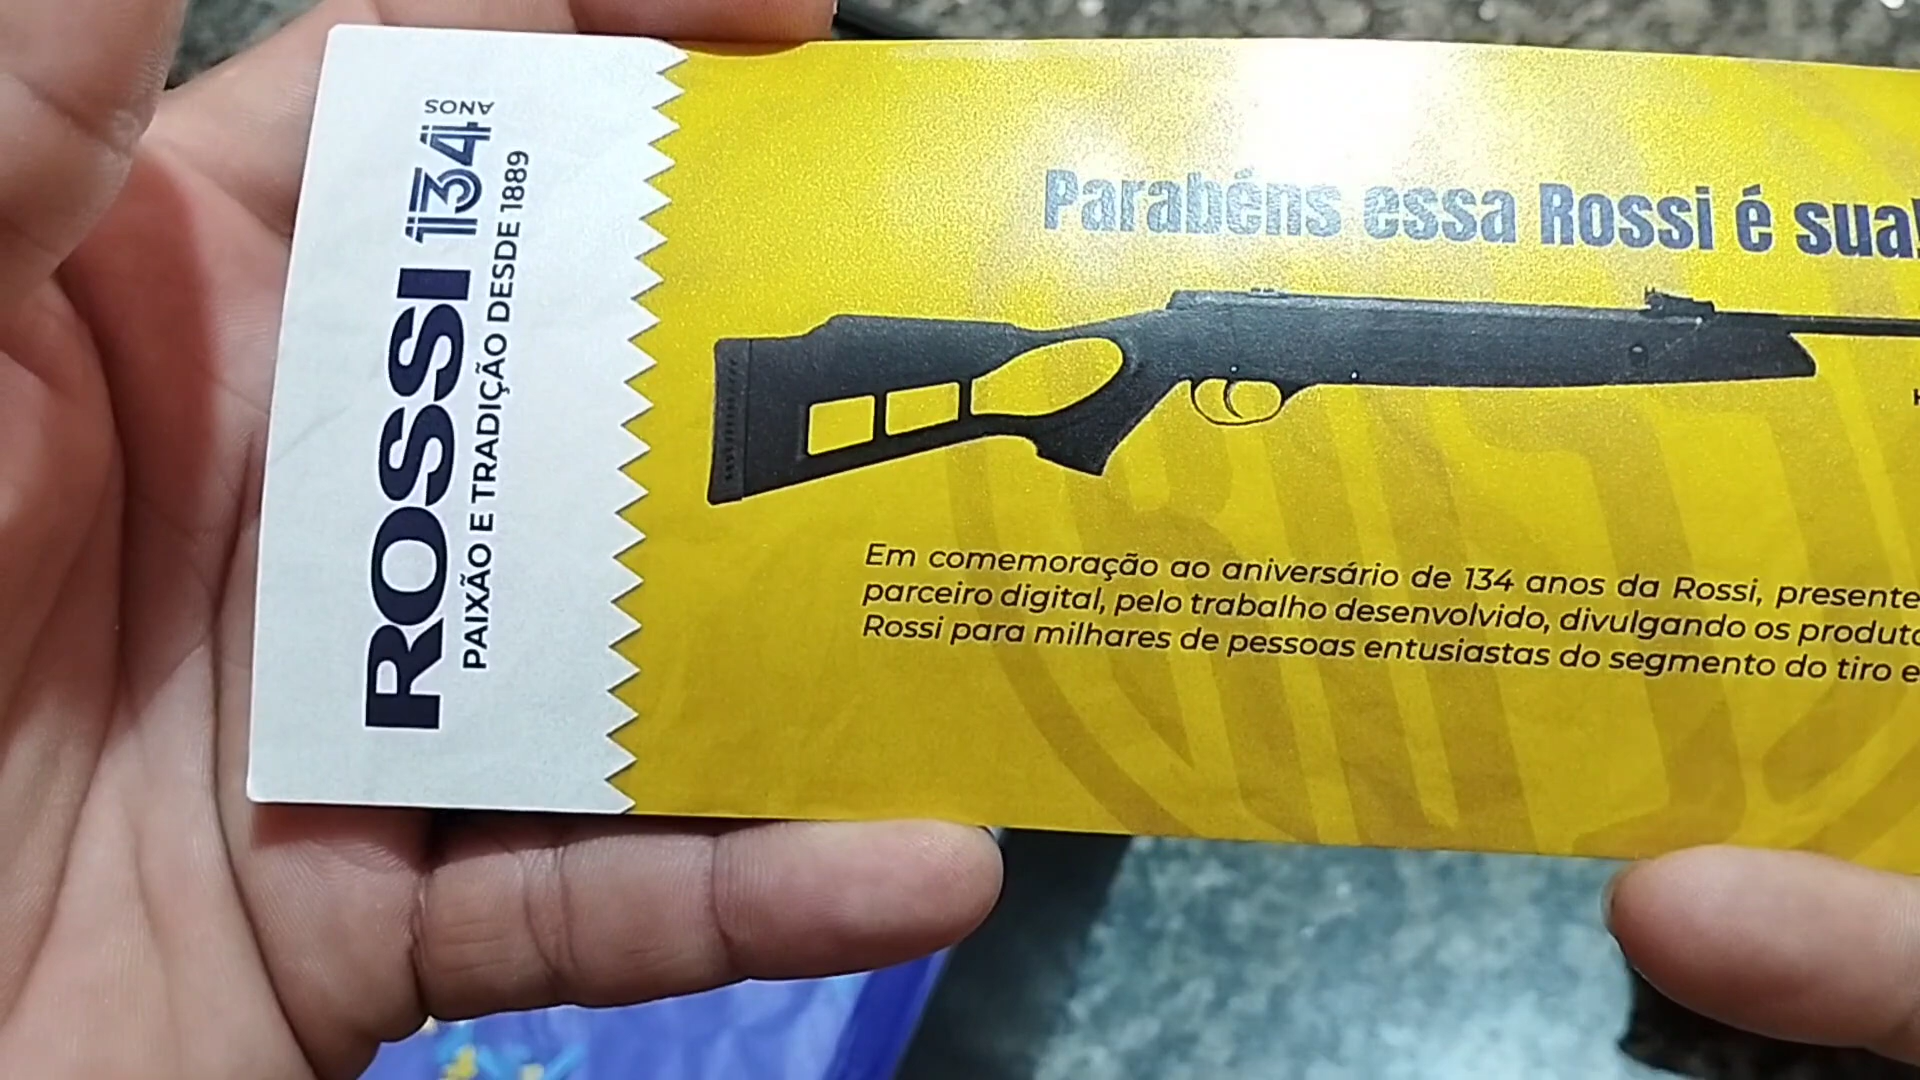 ROSSI 134 ANOS
PAIXÃO E TRADIÇÃO DESDE 1889
Parabéns essa Rossi é sua!
Em comemoração ao aniversário de 134 anos da Rossi, presente
parceiro digital, pelo trabalho desenvolvido, divulgando os produto
Rossi para milhares de pessoas entusiastas do segmento do tiro e